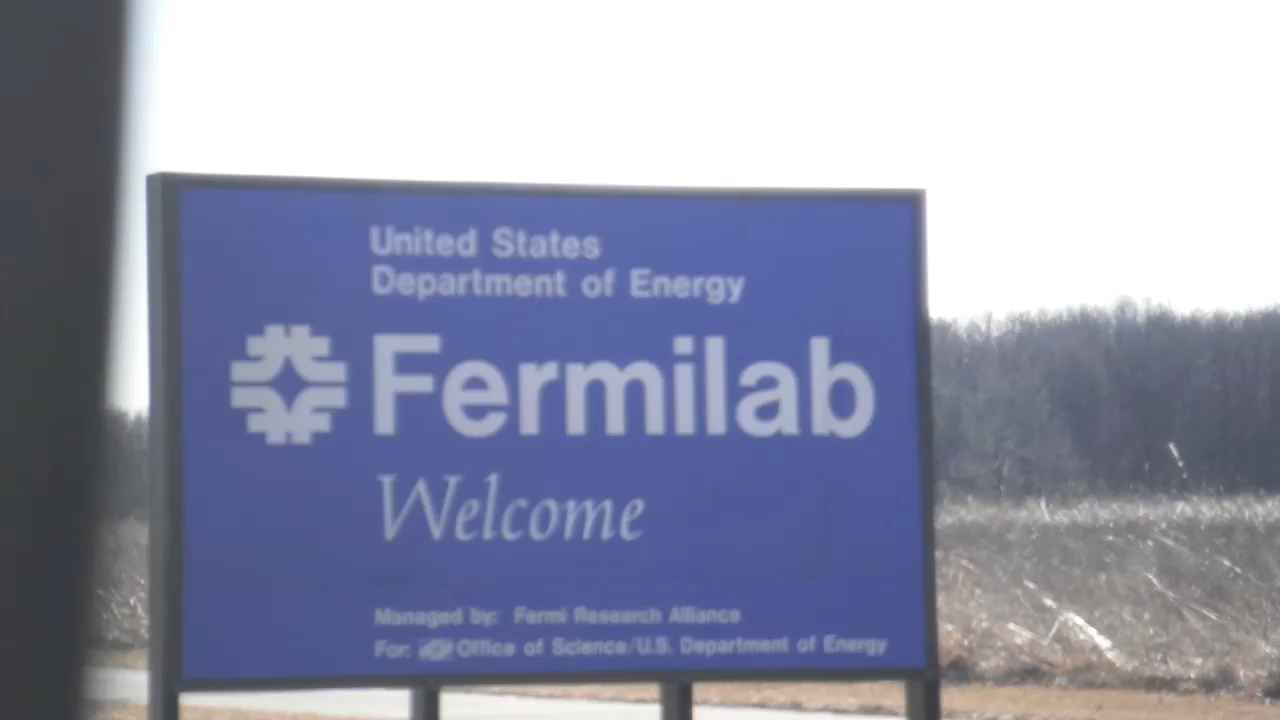 United States
Department of Energy
Fermilab
Welcome
Managed by: Fermi Research Alliance
For: Office of Science/U.S. Department of Energy